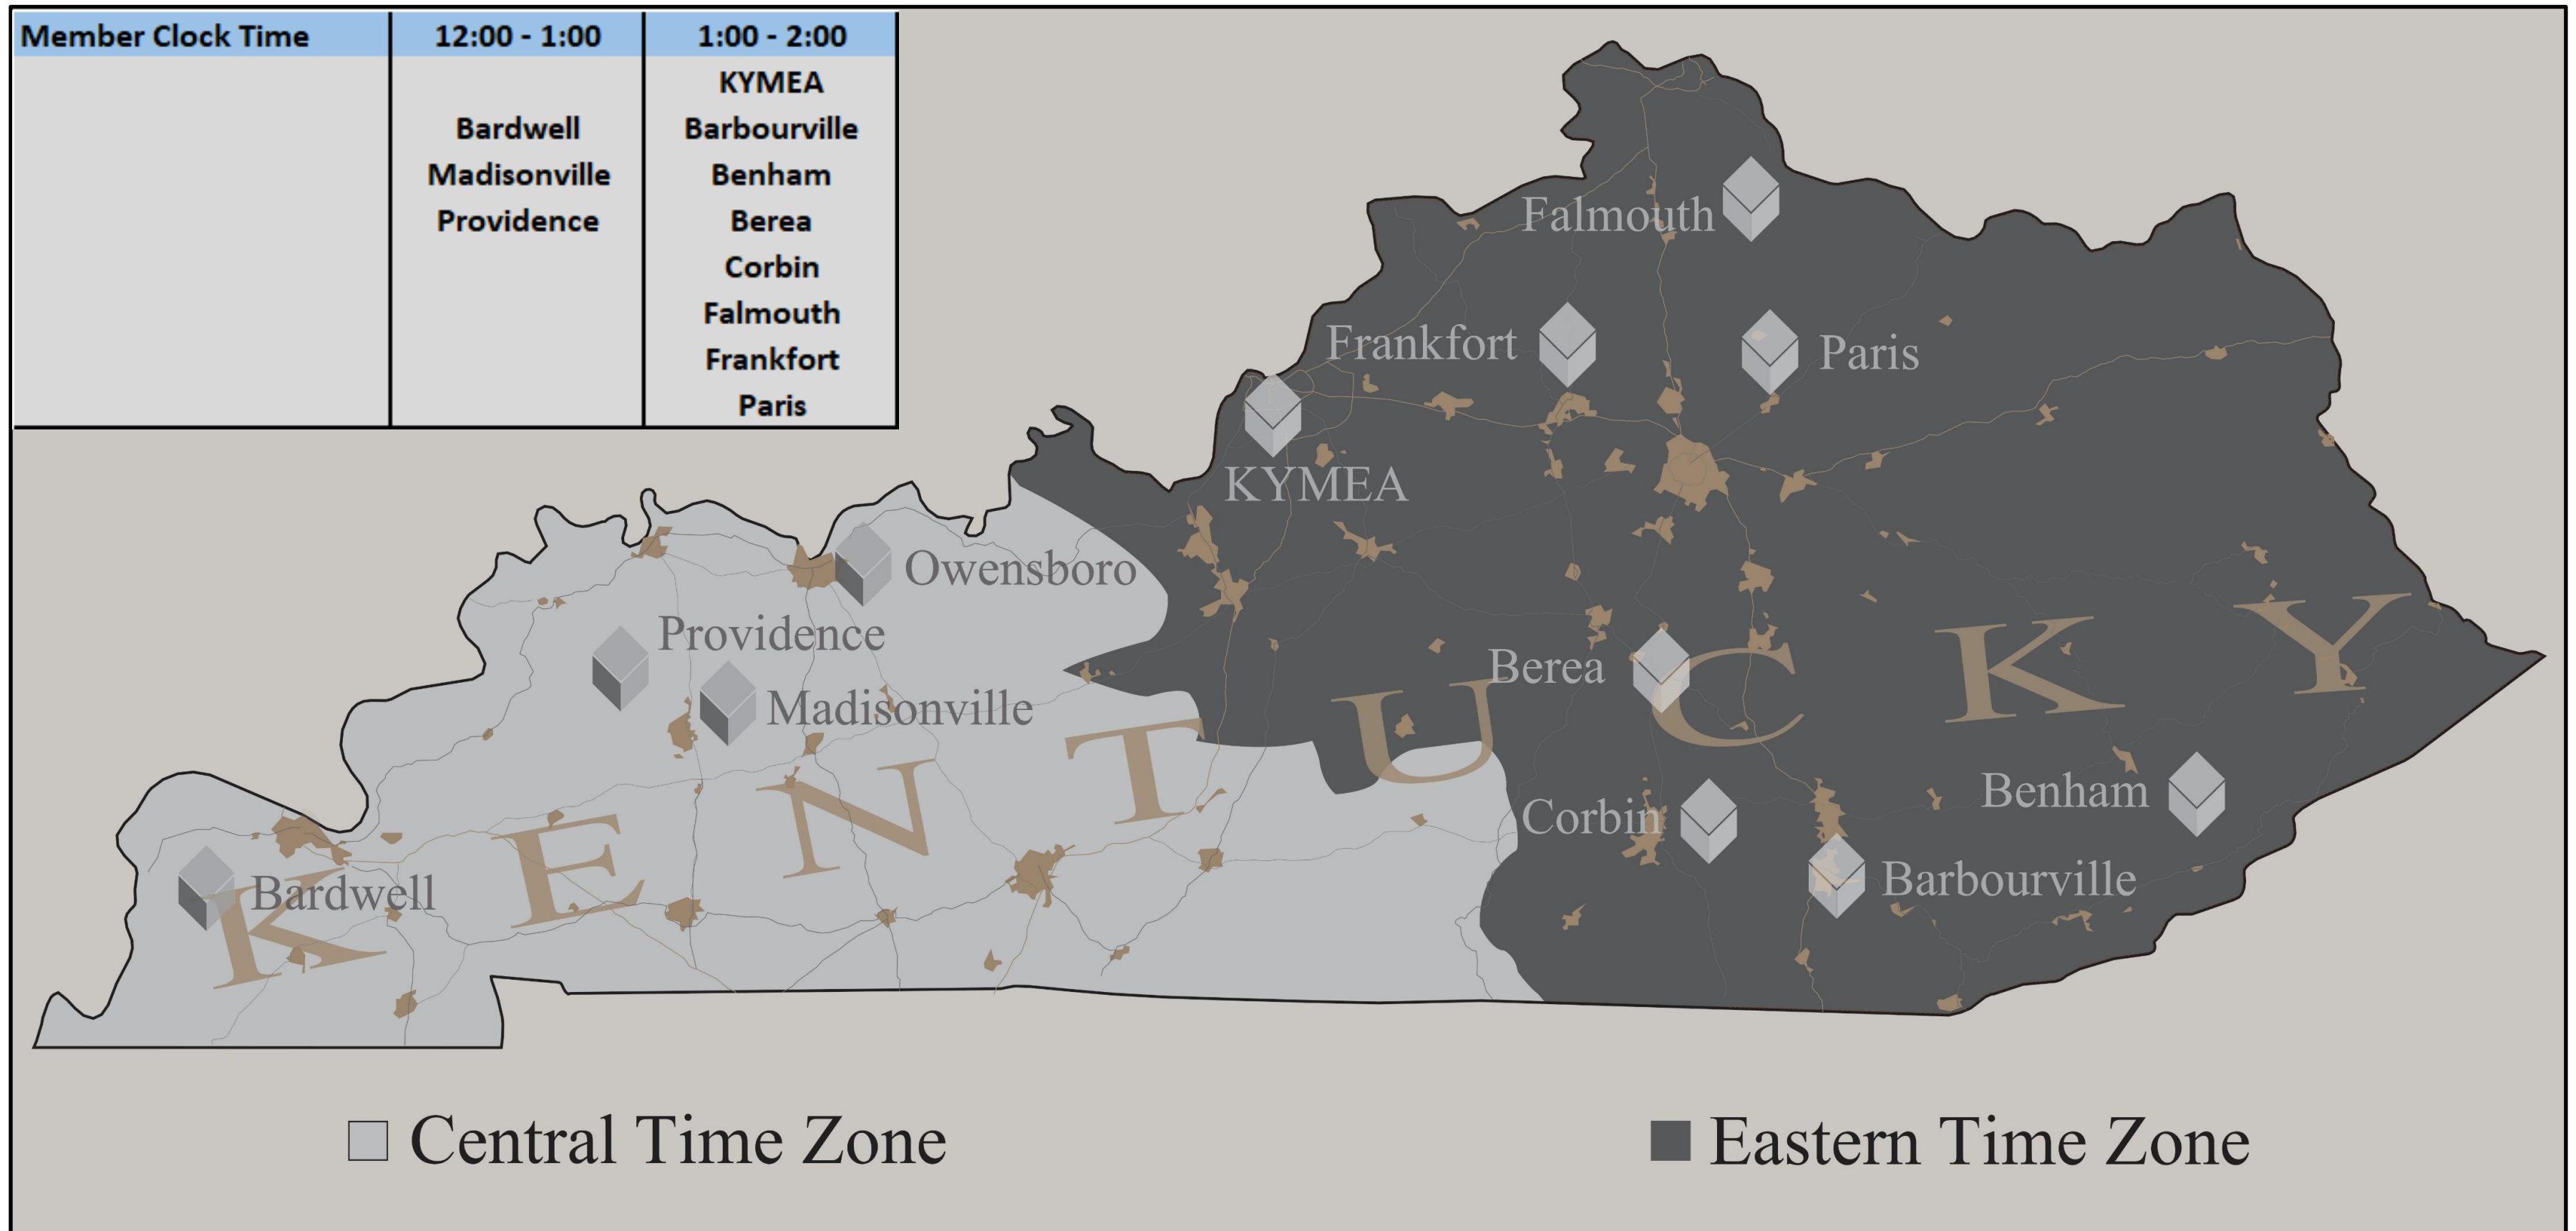 Member Clock Time 12:00 - 1:00 1:00 - 2:00
KYMEA
Bardwell Barbourville
Madisonville Benham
Providence Berea
Corbin
Falmouth
Frankfort
Paris
Falmouth
Frankfort
Paris
KYMEA
Owensboro
Providence
Madisonville
Berea
Benham
Corbin
Barbourville
Bardwell
KENTUCKY
Central Time Zone
Eastern Time Zone